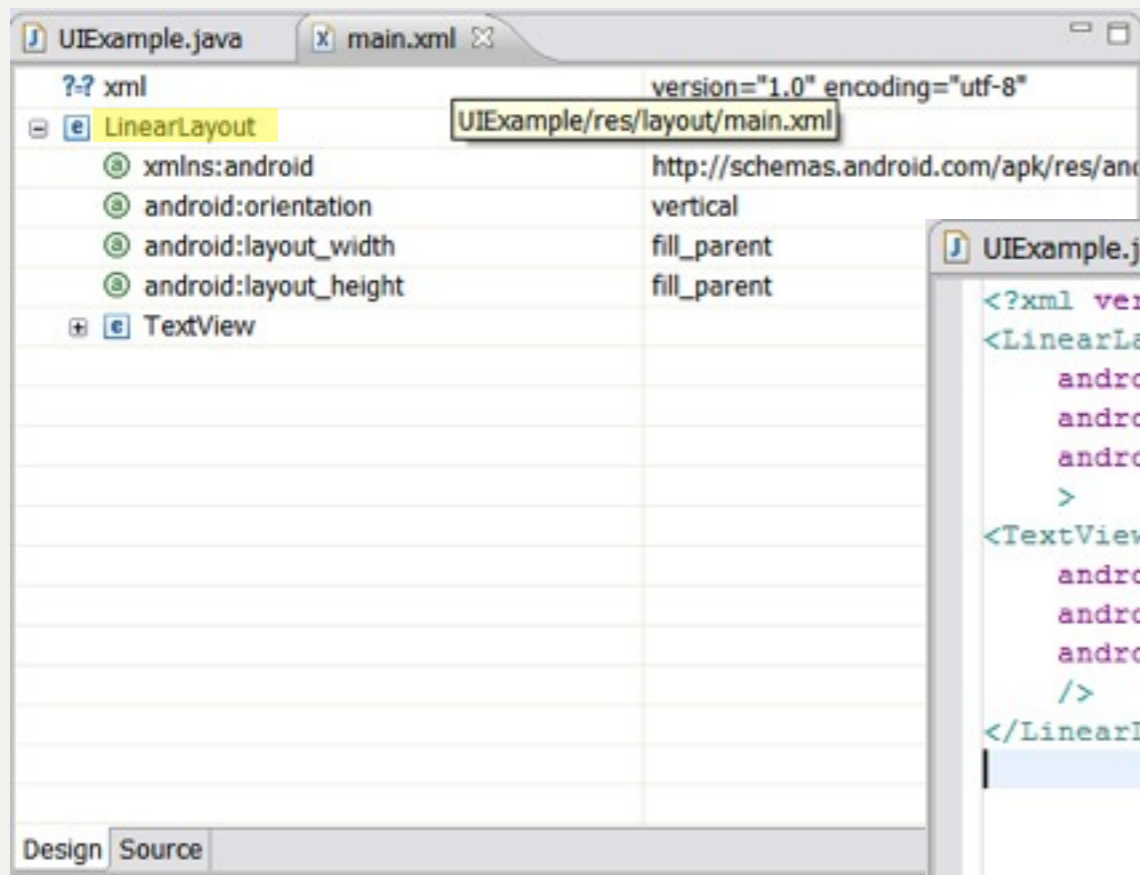 UIExample.java main.xml
?=? xml version="1.0" encoding="utf-8"
LinearLayout UIExample/res/layout/main.xml
xmlns:android http://schemas.android.com/apk/res/
android:orientation vertical
android:layout_width fill_parent
android:layout_height fill_parent
TextView
Design Source
UIExample.j
<?xml ver
<LinearLa
andro
andro
andro
>
<TextView
andro
andro
andro
/>
</LinearL